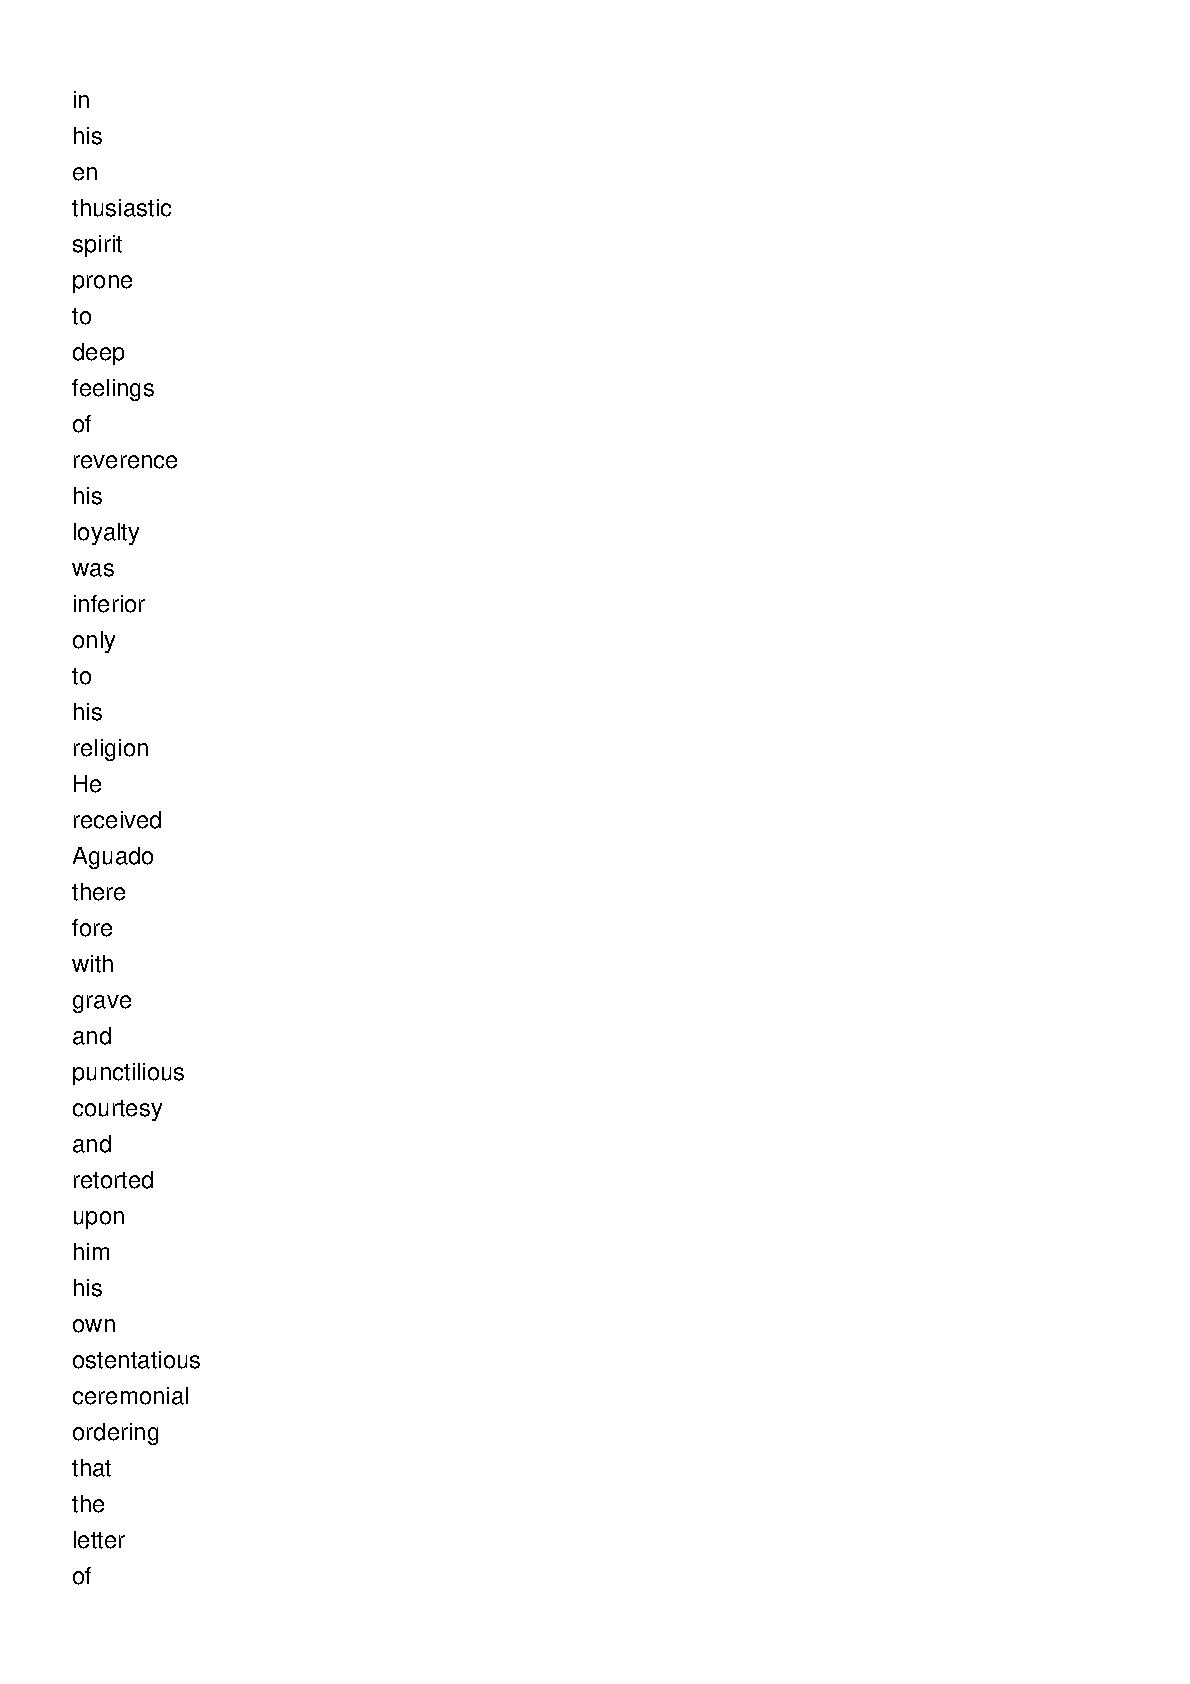 in
his
en
thusiastic
spirit
prone
to
deep
feelings
of
reverence
his
loyalty
was
inferior
only
to
his
religion
He
received
Aguado
there
fore
with
grave
and
punctilious
courtesy
and
retorted
upon
him
his
own
ostentatious
ceremonial
ordering
that
the
letter
of